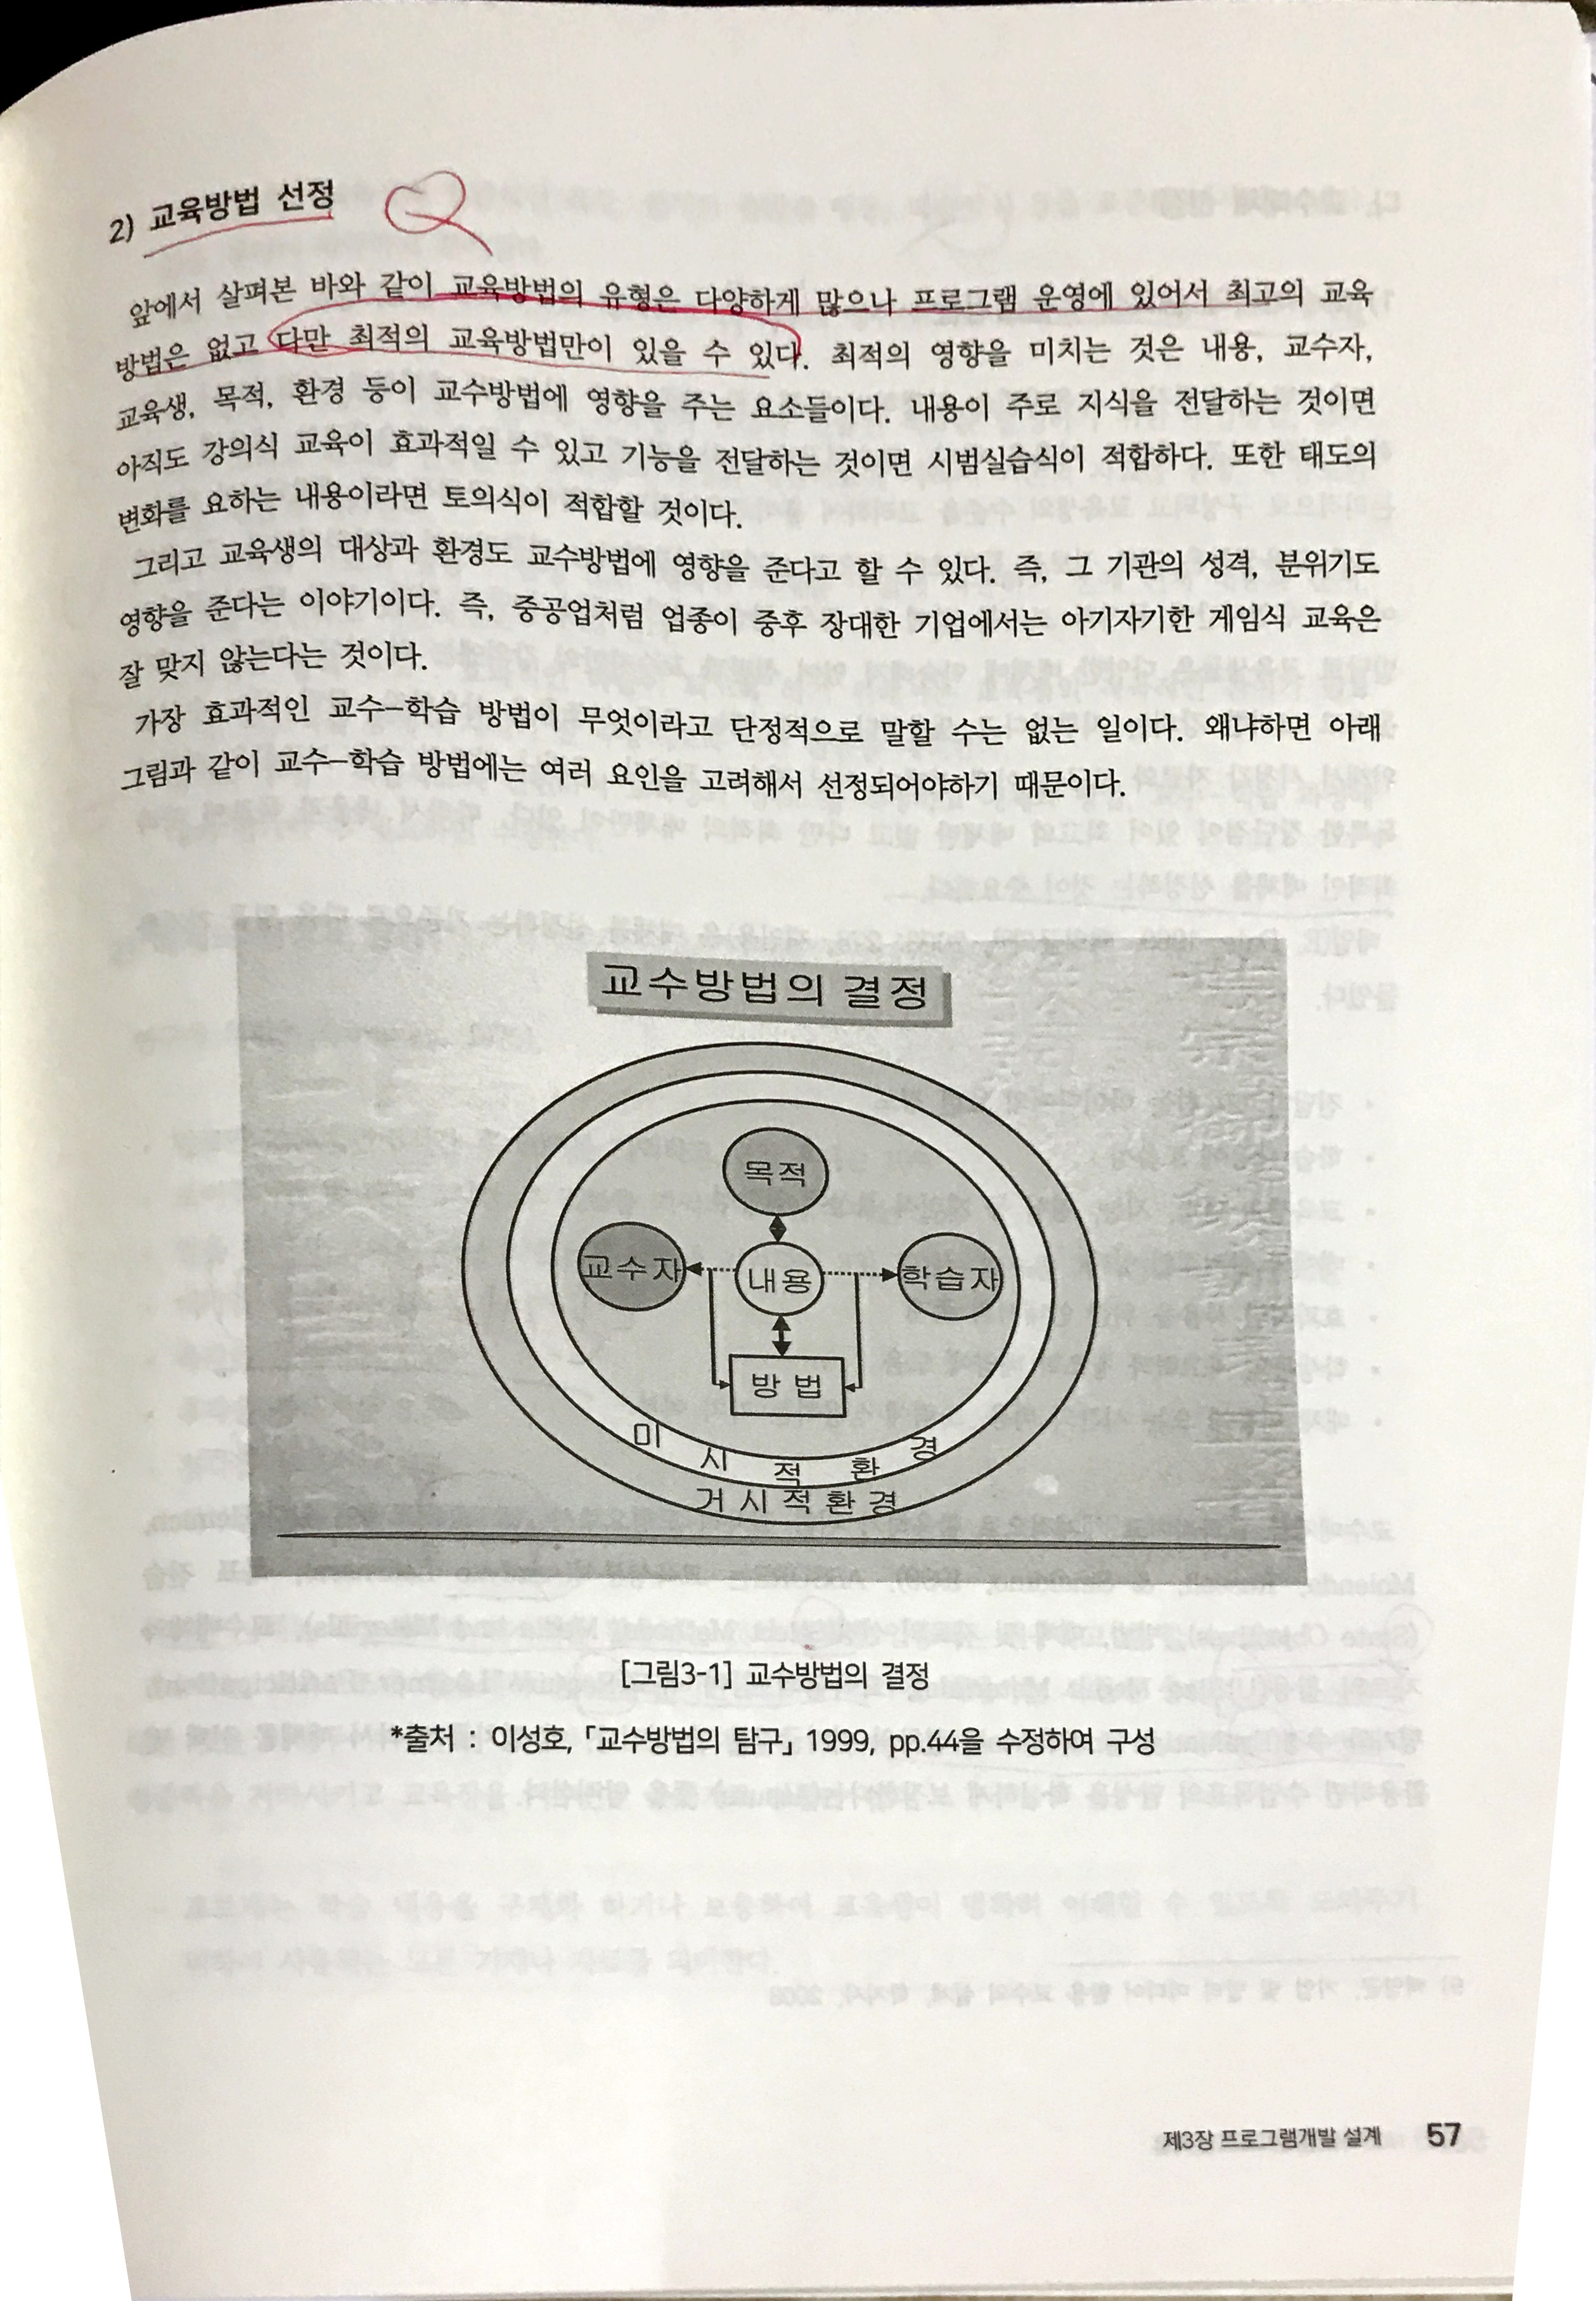 2) 교육방법 선정
앞에서 살펴본 바와 같이 교육방법의 유형은 다양하게 많으나 프로그램 운영에 있어서 최고의 교육
방법은 없고 다만 최적의 교육방법만이 있을 수 있다. 최적의 영향을 미치는 것은 내용, 교수자,
교육생, 목적, 환경 등이 교수방법에 영향을 주는 요소들이다. 내용이 주로 지식을 전달하는 것이면
아직도 강의식 교육이 효과적일 수 있고 기능을 전달하는 것이면 시범실습식이 적합하다. 또한 태도의
변화를 요하는 내용이라면 토의식이 적합할 것이다.
그리고 교육생의 대상과 환경도 교수방법에 영향을 준다고 할 수 있다. 즉, 그 기관의 성격, 분위기도
영향을 준다는 이야기이다. 즉, 중공업처럼 업종이 중후 장대한 기업에서는 아기자기한 게임식 교육은
잘 맞지 않는다는 것이다.
가장 효과적인 교수-학습 방법이 무엇이라고 단정적으로 말할 수는 없는 일이다. 왜냐하면 아래
그림과 같이 교수-학습 방법에는 여러 요인을 고려해서 선정되어야하기 때문이다.
교수방법의 결정
목적
교수자 내용 학습자
방 법
미 시 적 환 경
거시적환경
[그림3-1] 교수방법의 결정
*출처 : 이성호, 「교수방법의 탐구」 1999, pp.44을 수정하여 구성
제3장 프로그램개발 설계 57